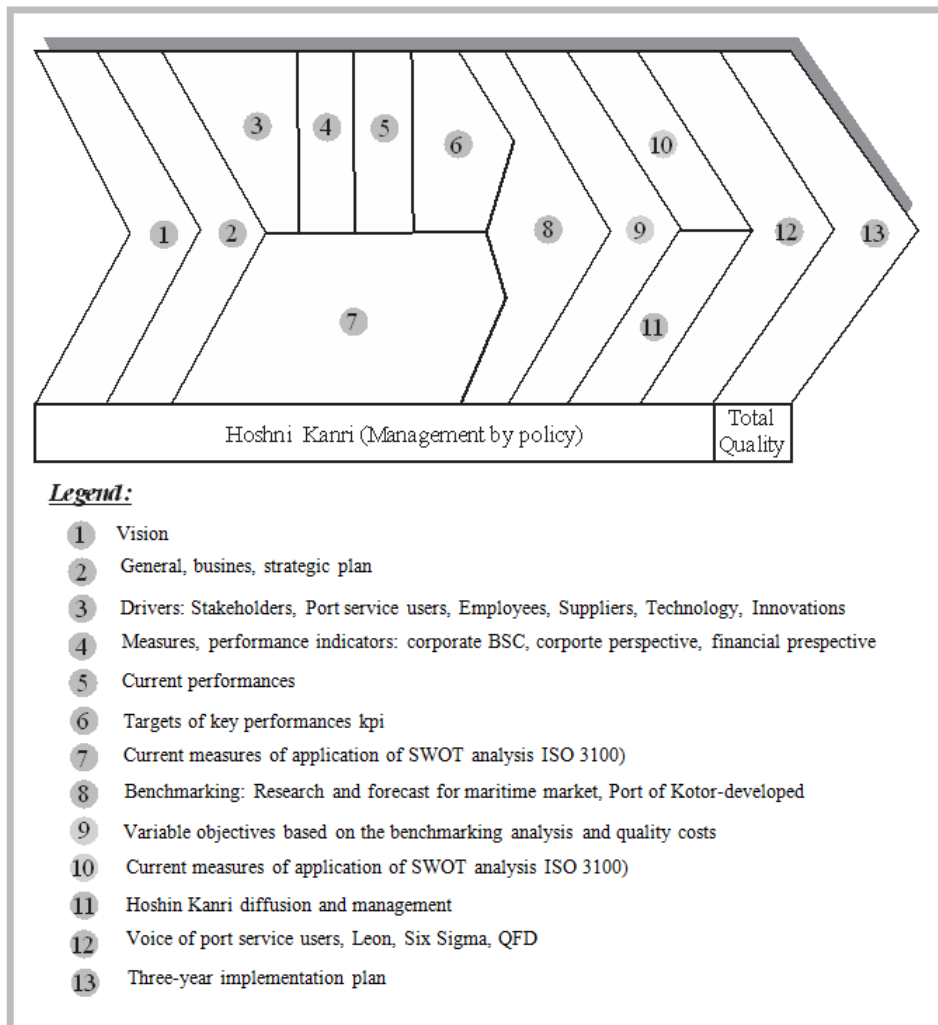 3
4
5
6
10
1
2
8
9
12
13
7
11
Hoshni Kanri (Management by policy)
Total
Quality
Legend:
1 Vision
2 General, busines, strategic plan
3 Drivers: Stakeholders, Port service users, Employees, Suppliers, Technology, Innovations
4 Measures, performance indicators: corporate BSC, corporte perspective, financial prespective
5 Current performances
6 Targets of key performances kpi
7 Current measures of application of SWOT analysis ISO 3100)
8 Benchmarking: Research and forecast for maritime market, Port of Kotor-developed
9 Variable objectives based on the benchmarking analysis and quality costs
10 Current measures of application of SWOT analysis ISO 3100)
11 Hoshin Kanri diffusion and management
12 Voice of port service users, Leon, Six Sigma, QFD
13 Three-year implementation plan